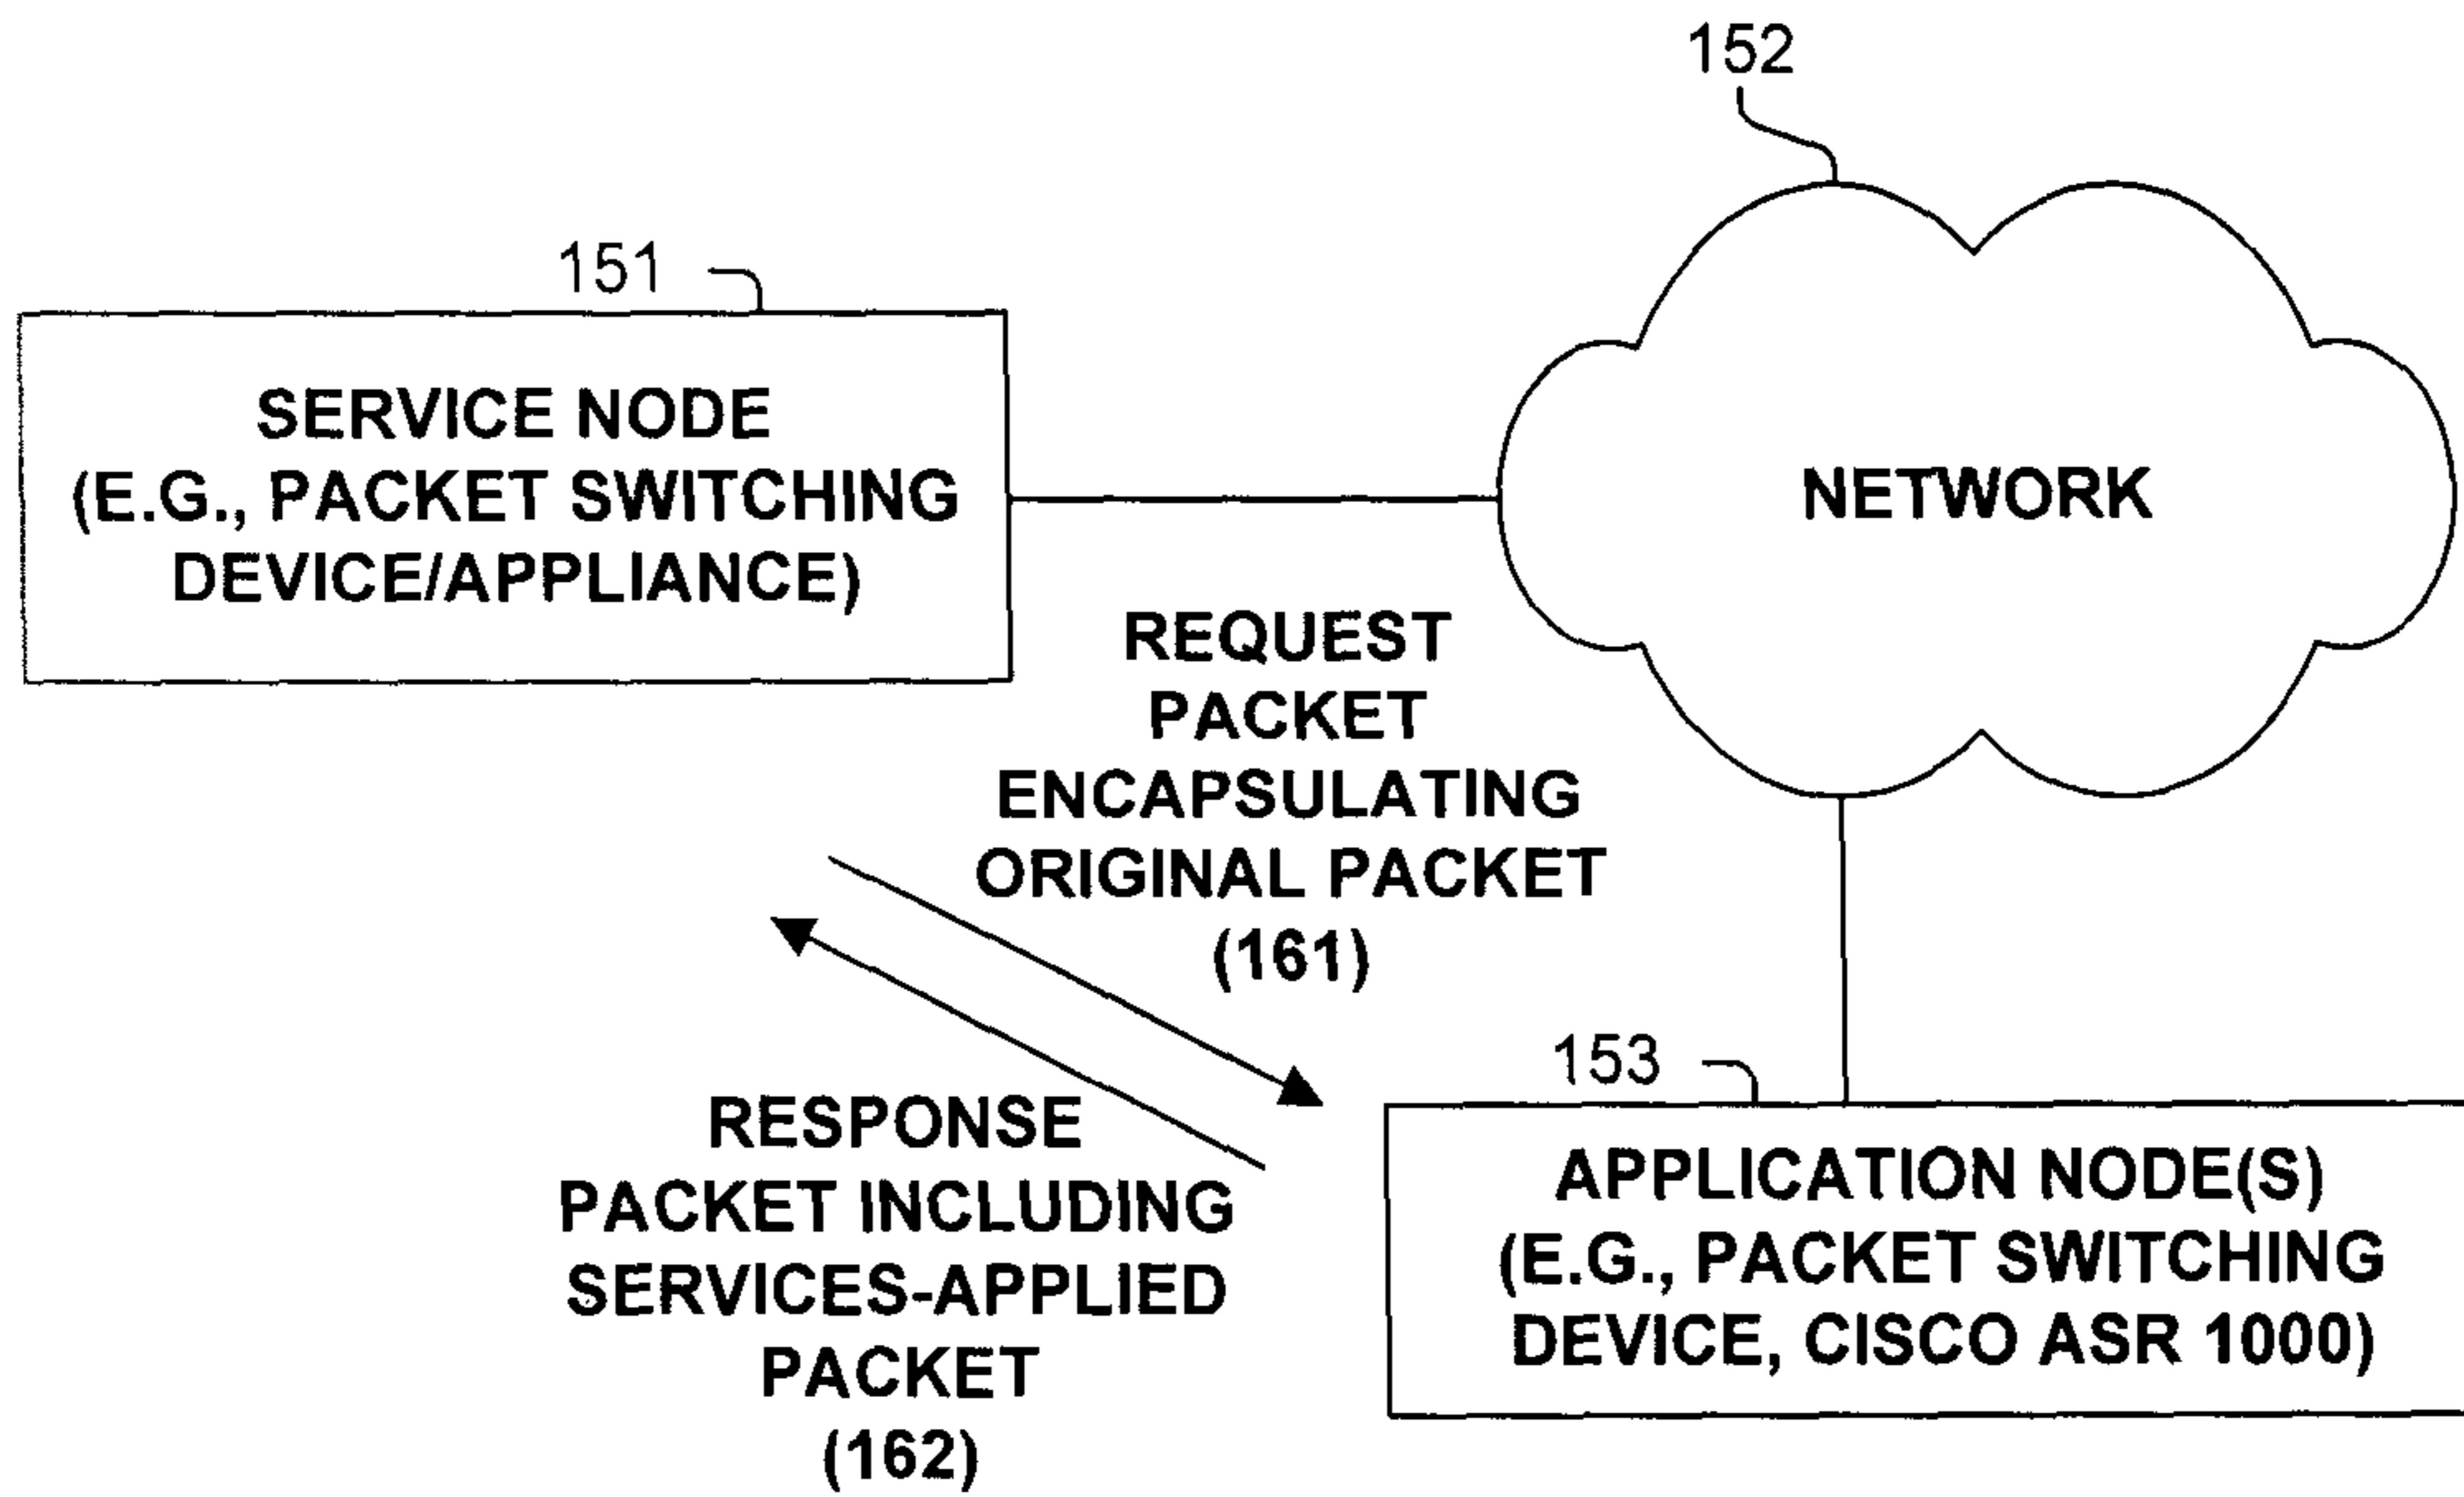 152
151
SERVICE NODE
(E.G., PACKET SWITCHING
DEVICE/APPLIANCE)
NETWORK
REQUEST
PACKET
ENCAPSULATING
ORIGINAL PACKET
(161)
153
RESPONSE
PACKET INCLUDING
SERVICES-APPLIED
PACKET
(162)
APPLICATION NODE(S)
(E.G., PACKET SWITCHING
DEVICE, CISCO ASR 1000)